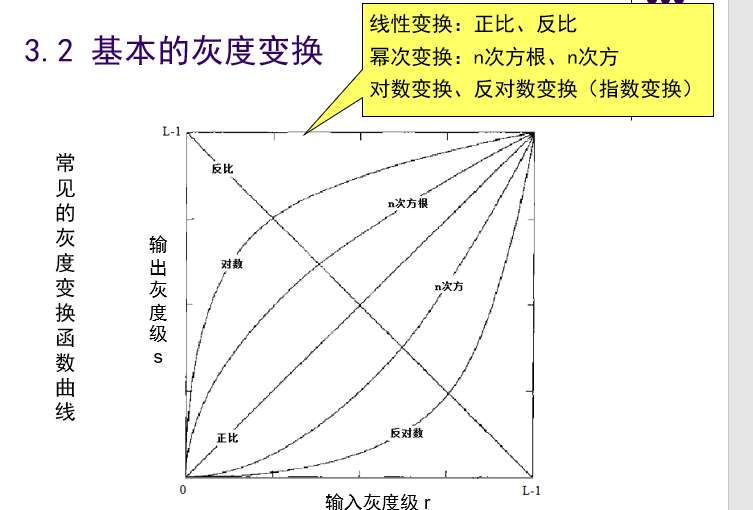 3.2 基本的灰度变换
线性变换：正比、反比
幂次变换：n次方根、n次方
对数变换、反对数变换（指数变换）
常见的灰度变换函数曲线
输出灰度级s
L-1
反比
n次方根
对数
n次方
正比
反对数
0
L-1
输入灰度级 r